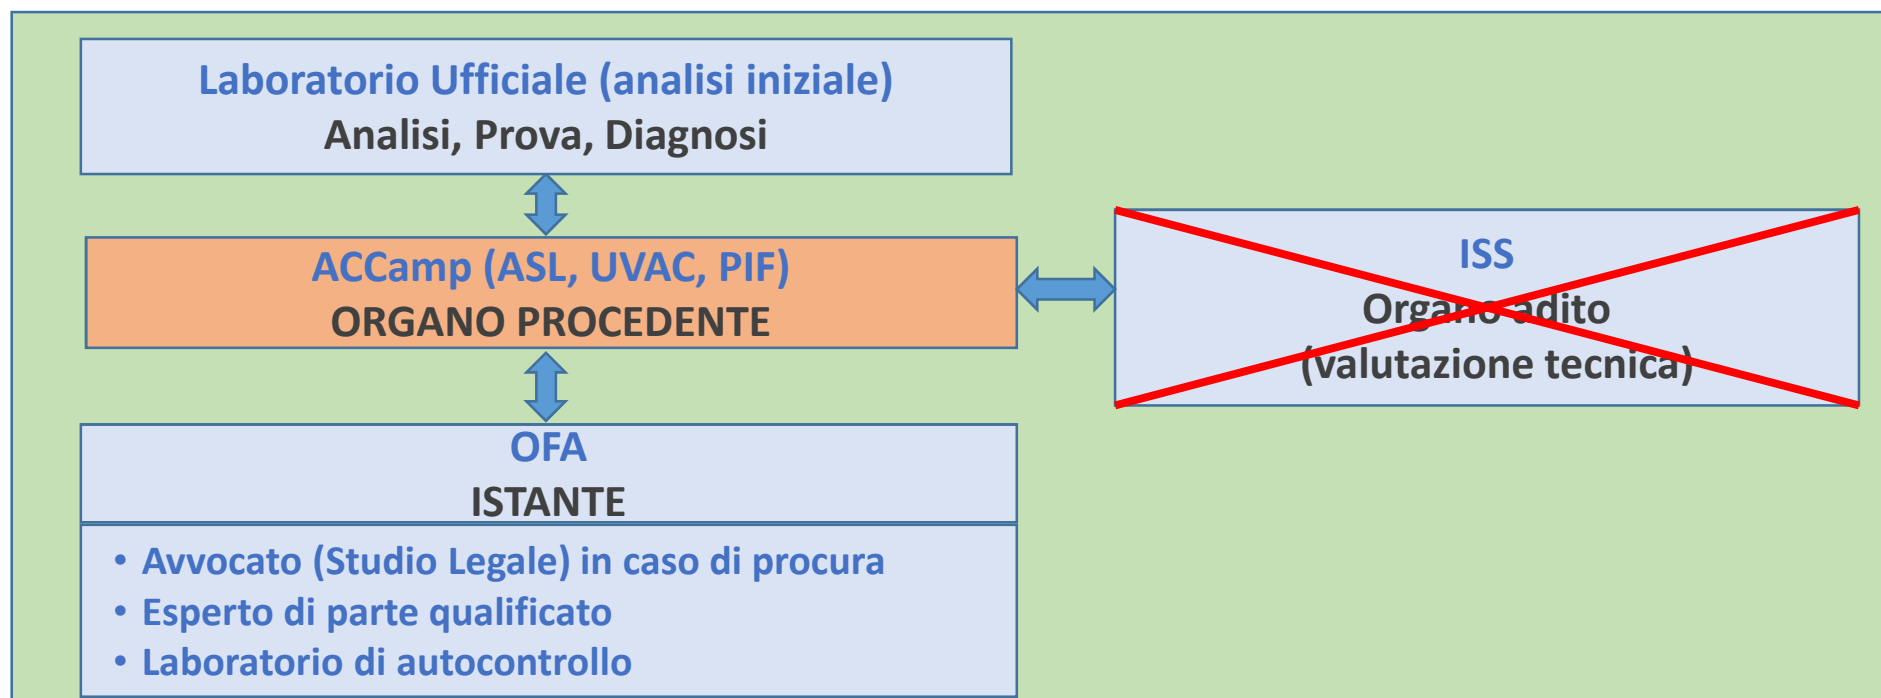 Laboratorio Ufficiale (analisi iniziale)
Analisi, Prova, Diagnosi
ACCamp (ASL, UVAC, PIF)
ORGANO PROCEDENTE
ISS
Organo adito
(valutazione tecnica)
OFA
ISTANTE
• Avvocato (Studio Legale) in caso di procura
• Esperto di parte qualificato
• Laboratorio di autocontrollo